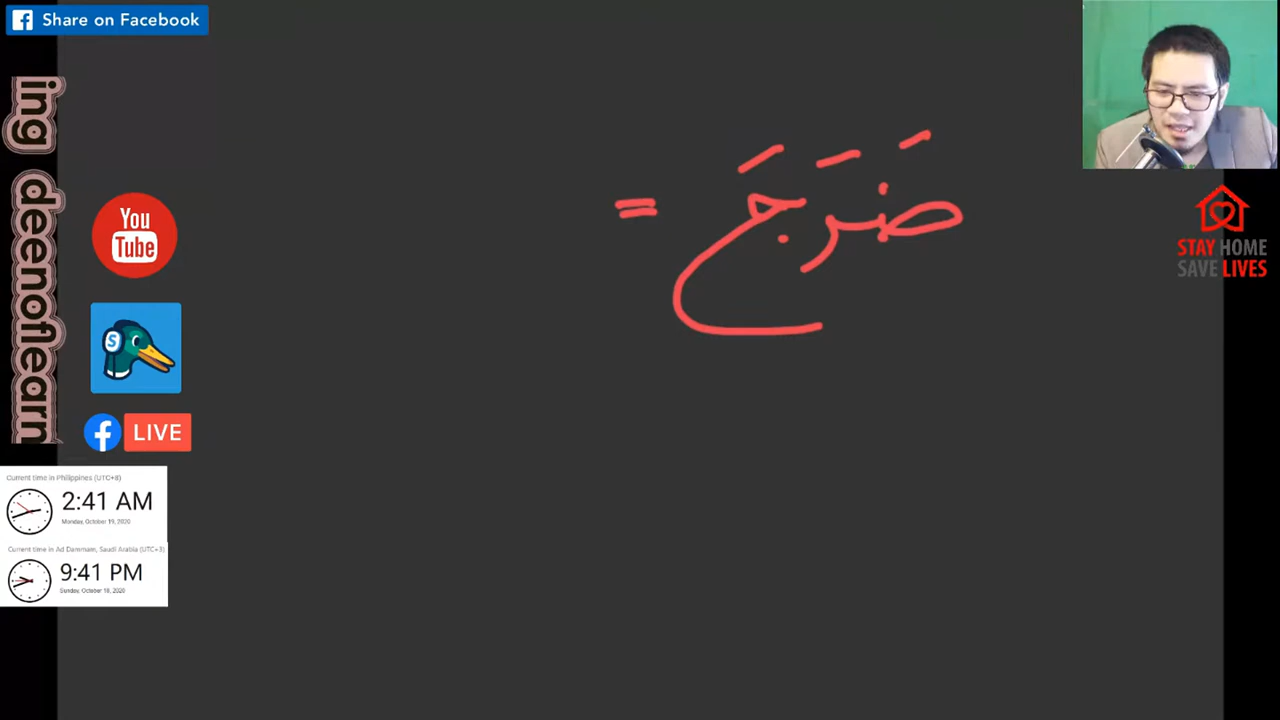 Share on Facebook
ضَرَجَ =
ing deenoflearn
You
Tube
STAY HOME
SAVE LIVES
S
LIVE
Current time in Philippines (UTC+8)
2:41 AM
Monday, October 19, 2020
Current time in Ad Dammam, Saudi Arabia (UTC+3)
9:41 PM
Sunday, October 18, 2020